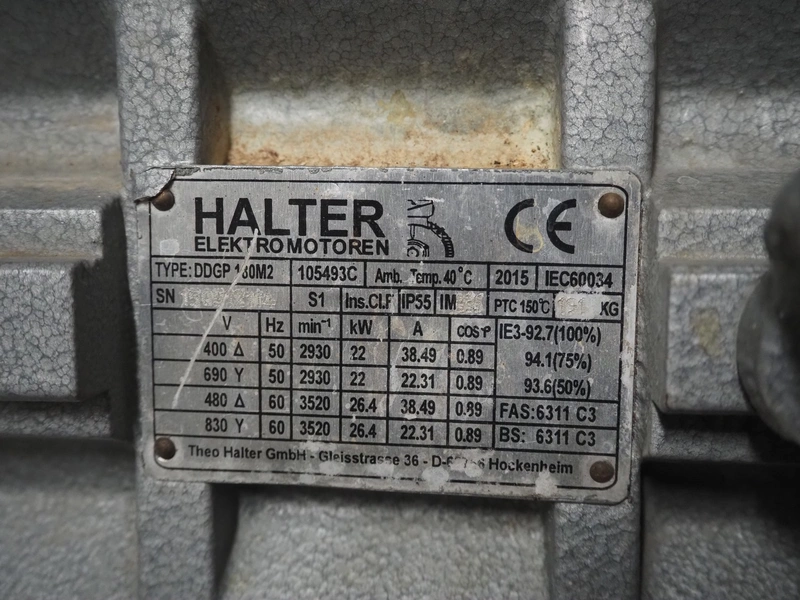 HALTER CE
ELEKTROMOTOREN
TYPE: DDGP 180M2 105493C Amb. Temp. 40°C 2015 IEC60034
SN S1 Ins.Cl.F IP55 IM PTC 150°C KG
V Hz min⁻¹ kW A COSφ IE3-92.7(100%)
400 Δ 50 2930 22 38.49 0.89 94.1(75%)
690 Y 50 2930 22 22.31 0.89 93.6(50%)
480 Δ 60 3520 26.4 38.49 0.89 FAS: 6311 C3
830 Y 60 3520 26.4 22.31 0.89 BS: 6311 C3
Theo Halter GmbH - Gleisstrasse 36 - Hockenheim